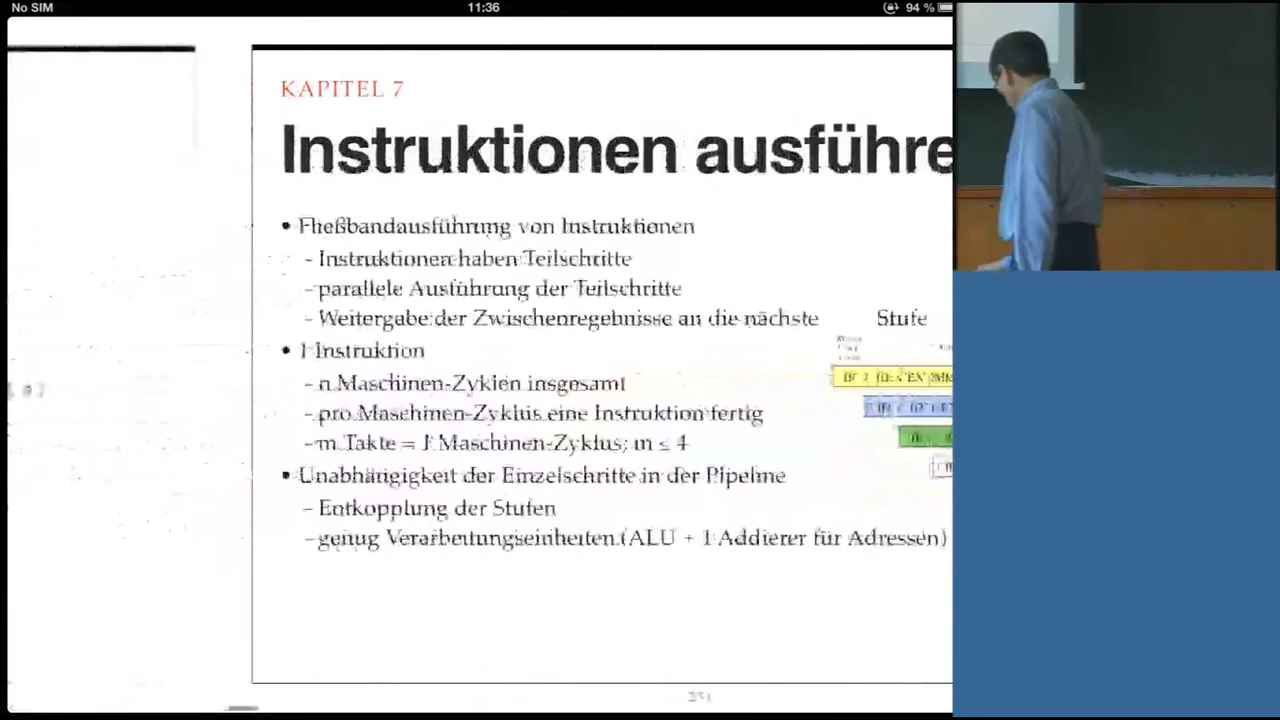 No SIM
11:36
94 %
KAPITEL 7
Instruktionen ausführe
• Fließbandausführung von Instruktionen
- Instruktionen haben Teilschritte
- parallele Ausführung der Teilschritte
- Weitergabe der Zwischenregebnisse an die nächste Stufe
• 1 Instruktion
- n Maschinen-Zyklen insgesamt
- pro Maschinen-Zyklus eine Instruktion fertig
- m Takte = 1 Maschinen-Zyklus; m ≤ 4
• Unabhängigkeit der Einzelschritte in der Pipeline
- Entkopplung der Stufen
- genug Verarbeitungseinheiten (ALU + 1 Addierer für Adressen)